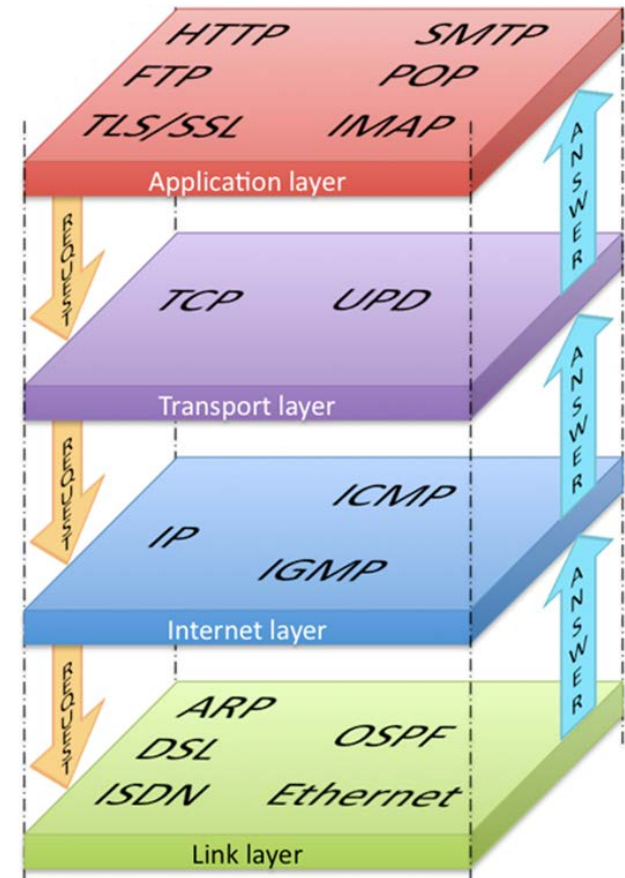 HTTP SMTP
FTP POP
TLS/SSL IMAP
Application layer
REQUEST
ANSWER
TCP UPD
Transport layer
REQUEST
ANSWER
ICMP
IP
IGMP
Internet layer
REQUEST
ANSWER
ARP
OSPF
DSL
ISDN Ethernet
Link layer